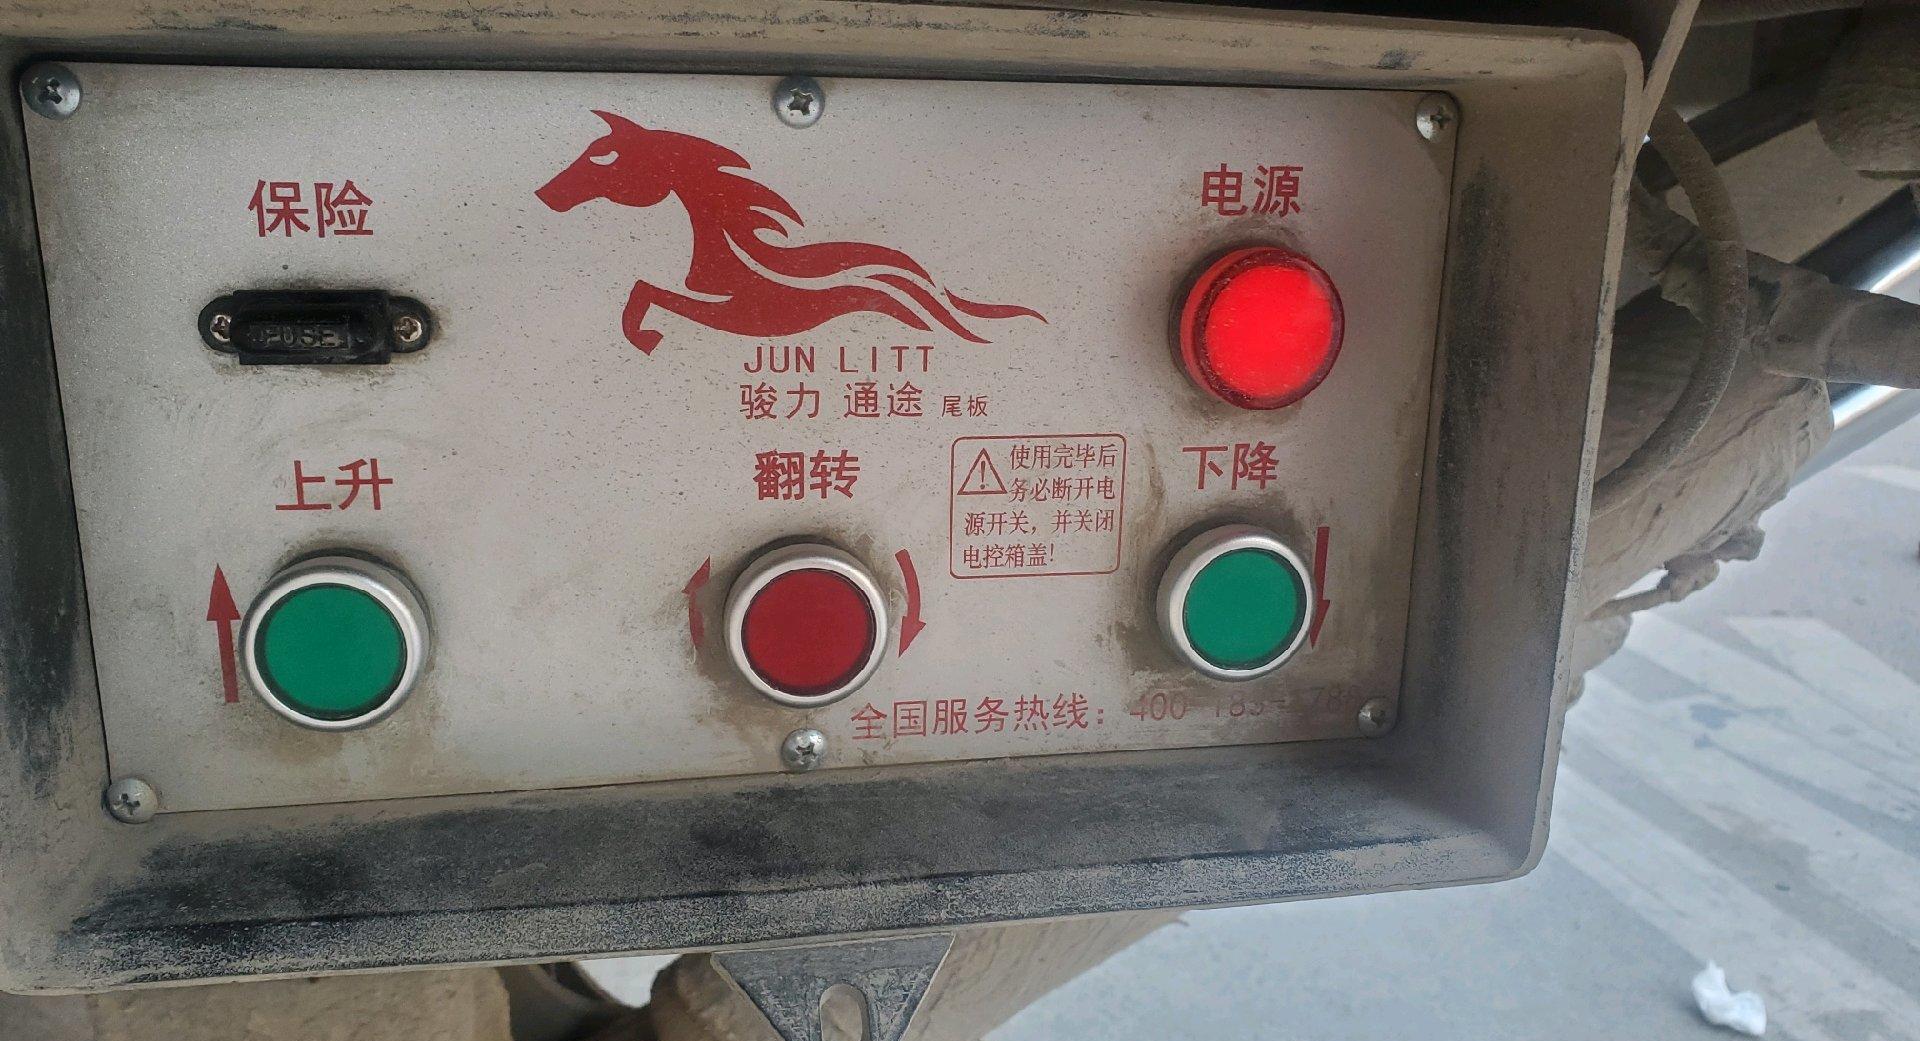 保险
电源
FUSE
JUN LITT
骏力 通途 尾板
上升
翻转
使用完毕后
务必断开电
源开关，并关闭
电控箱盖！
下降
全国服务热线：400